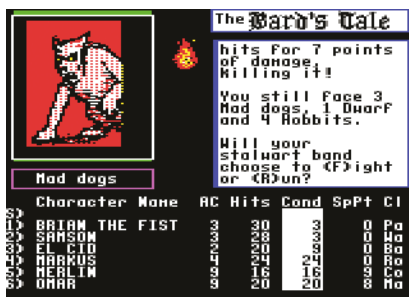 The Bard's Tale
hits for 7 points
of damage,
killing it!
You still face 3
Mad dogs, 1 Dwarf
and 4 Hobbits.
Will your
stalwart band
choose to <F>ight
or <R>un?
Mad dogs
Character Name AC Hits Cond SpPt Cl
S>
1> BRIAN THE FIST 3 30 3 0 Pa
2> SAMSON 3 28 3 0 Wa
3> EL CID 2 20 9 0 Ba
4> MARKUS 4 24 24 0 Ro
5> MERLIN 9 16 16 9 Co
6> OMAR 9 20 20 8 Ma